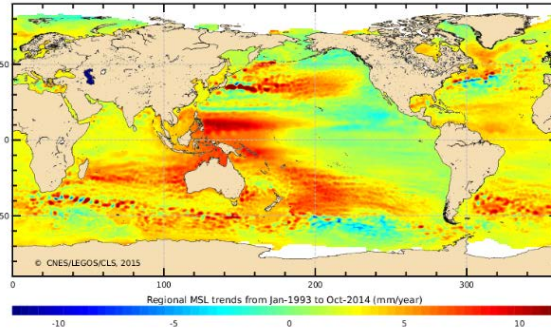 50
0
-50
© CNES/LEGOS/CLS, 2015
0 100 200 300
Regional MSL trends from Jan-1993 to Oct-2014 (mm/year)
-10 -5 0 5 10